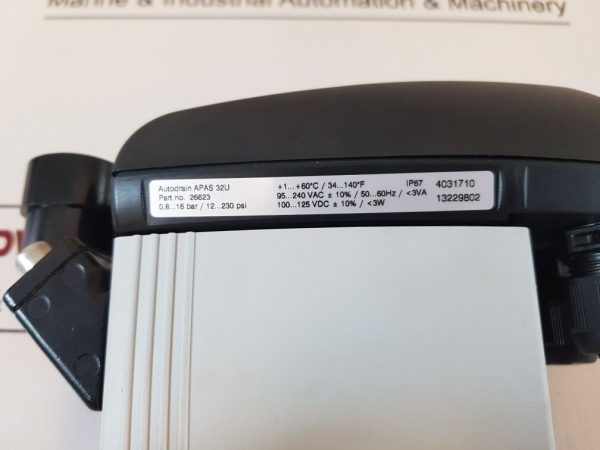 Marine & Industrial Automation & Machinery
Autodrain APAS 32U
Part no. 26623
0.8...16 bar / 12...230 psi
+1...+60°C / 34...140°F
95...240 VAC ± 10% / 50...60Hz / <3VA
100...125 VDC ± 10% / <3W
IP67
4031710
13229802